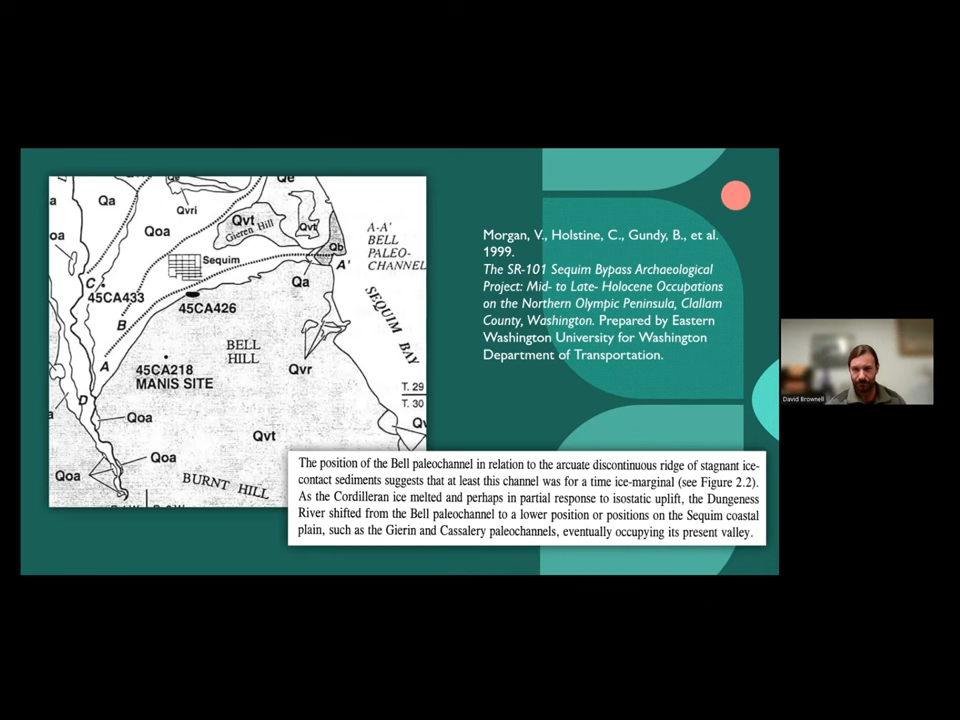 Qe
Qe
Qvt
Qa
Qvri
Qoa
oa
Qvt
Gieren Hill
Qvt
Qb
A-A'
BELL
PALEO-
CHANNEL
Sequim
A'
C
45CA433
Qa
45CA426
B
SEQUIM BAY
BELL
HILL
A
45CA218
MANIS SITE
Qvr
T. 29
T. 30
D
Qoa
Qvt
Qoa
Qoa
BURNT HILL
Morgan, V., Holstine, C., Gundy, B., et al.
1999.
The SR-101 Sequim Bypass Archaeological
Project: Mid- to Late- Holocene Occupations
on the Northern Olympic Peninsula, Clallam
County, Washington. Prepared by Eastern
Washington University for Washington
Department of Transportation.
The position of the Bell paleochannel in relation to the arcuate discontinuous ridge of stagnant ice-
contact sediments suggests that at least this channel was for a time ice-marginal (see Figure 2.2).
As the Cordilleran ice melted and perhaps in partial response to isostatic uplift, the Dungeness
River shifted from the Bell paleochannel to a lower position or positions on the Sequim coastal
plain, such as the Gierin and Cassalery paleochannels, eventually occupying its present valley.
David Brownell